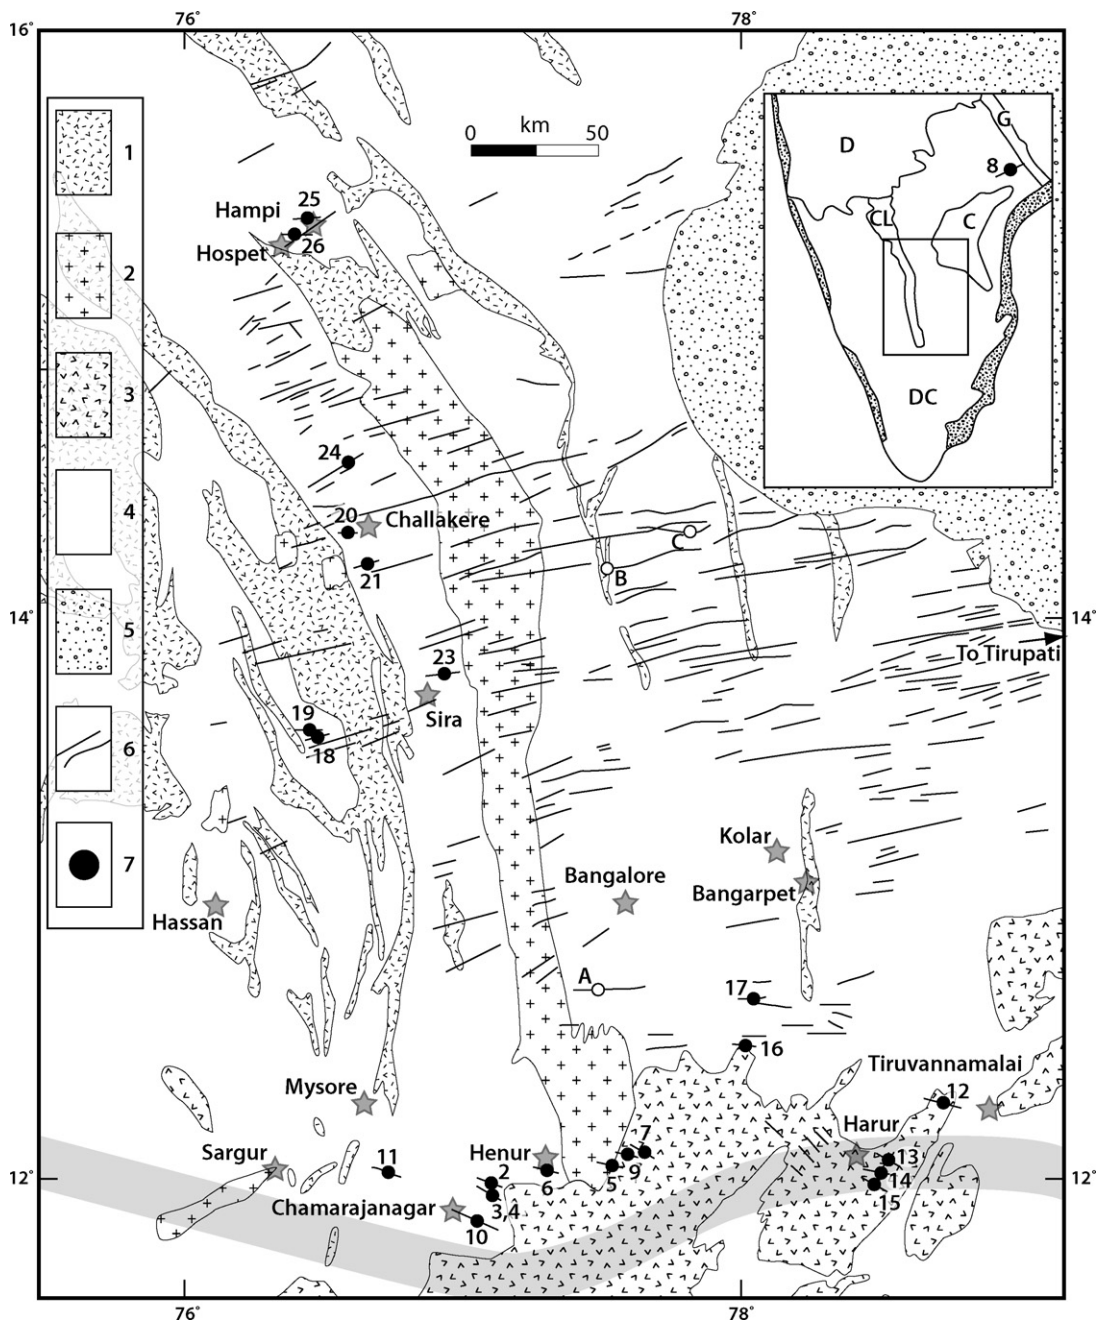 76°
78°
16°
0 km 50
1
2
3
4
5
6
7
D
G
8
CL
C
DC
25
Hampi
Hospet
26
24
20
Challakere
21
C
B
14°
14°
To Tirupati
23
Sira
19
18
Kolar
Bangalore
Bangarpet
Hassan
A
17
16
Tiruvannamalai
12
Mysore
Harur
Sargur
11
Henur
7
13
2
6
5
9
14
12°
12°
Chamarajanagar
3,4
15
10
76°
78°